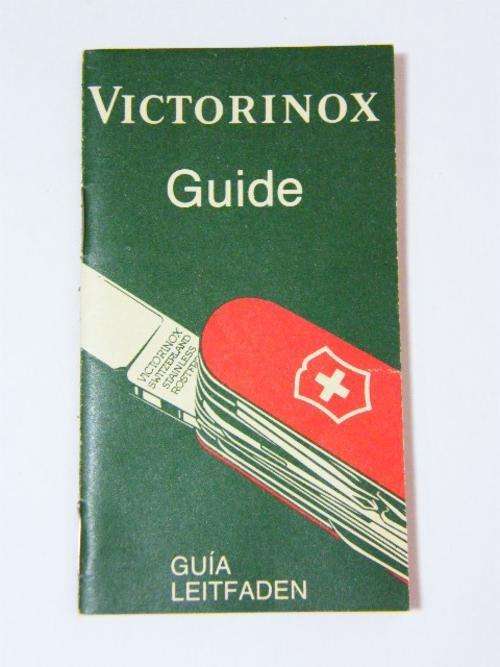 VICTORINOX
Guide
VICTORINOX
SWITZERLAND
STAINLESS
ROSTFREI
GUÍA
LEITFADEN